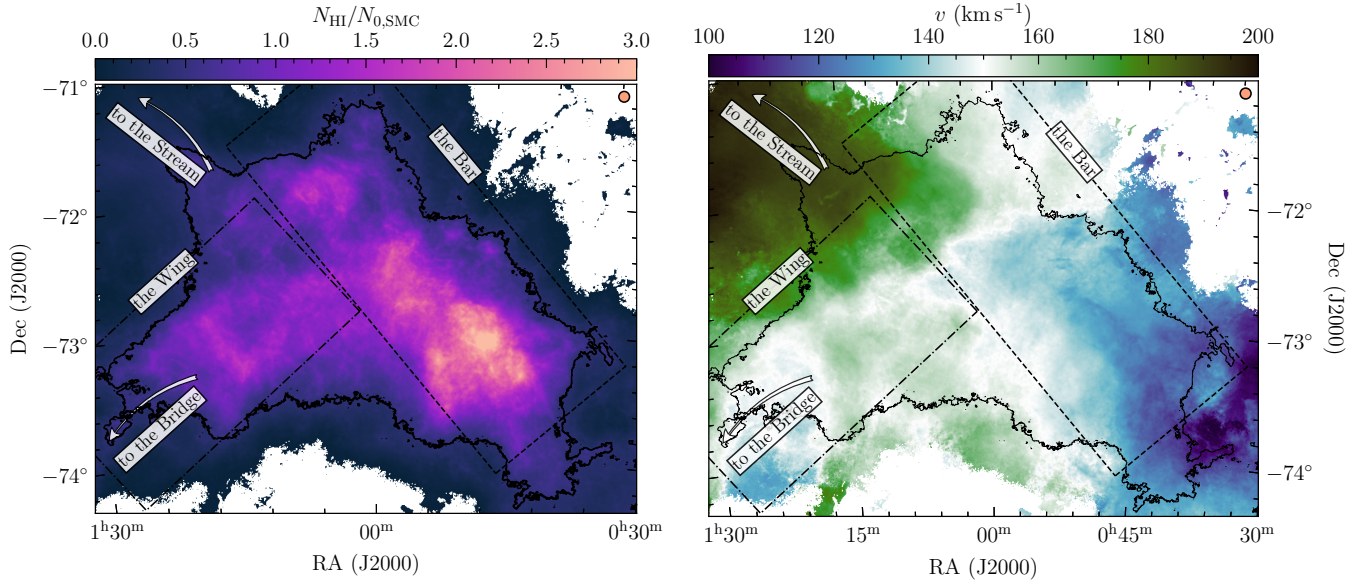 N_HI/N_0,SMC
0.0 0.5 1.0 1.5 2.0 2.5 3.0
−71°
−72°
−73°
−74°
Dec (J2000)
to the Stream
the Bar
the Wing
to the Bridge
1ʰ30ᵐ 00ᵐ 0ʰ30ᵐ
RA (J2000)
v (km s⁻¹)
100 120 140 160 180 200
to the Stream
the Bar
the Wing
to the Bridge
−72°
−73°
−74°
Dec (J2000)
1ʰ30ᵐ 15ᵐ 00ᵐ 0ʰ45ᵐ 30ᵐ
RA (J2000)